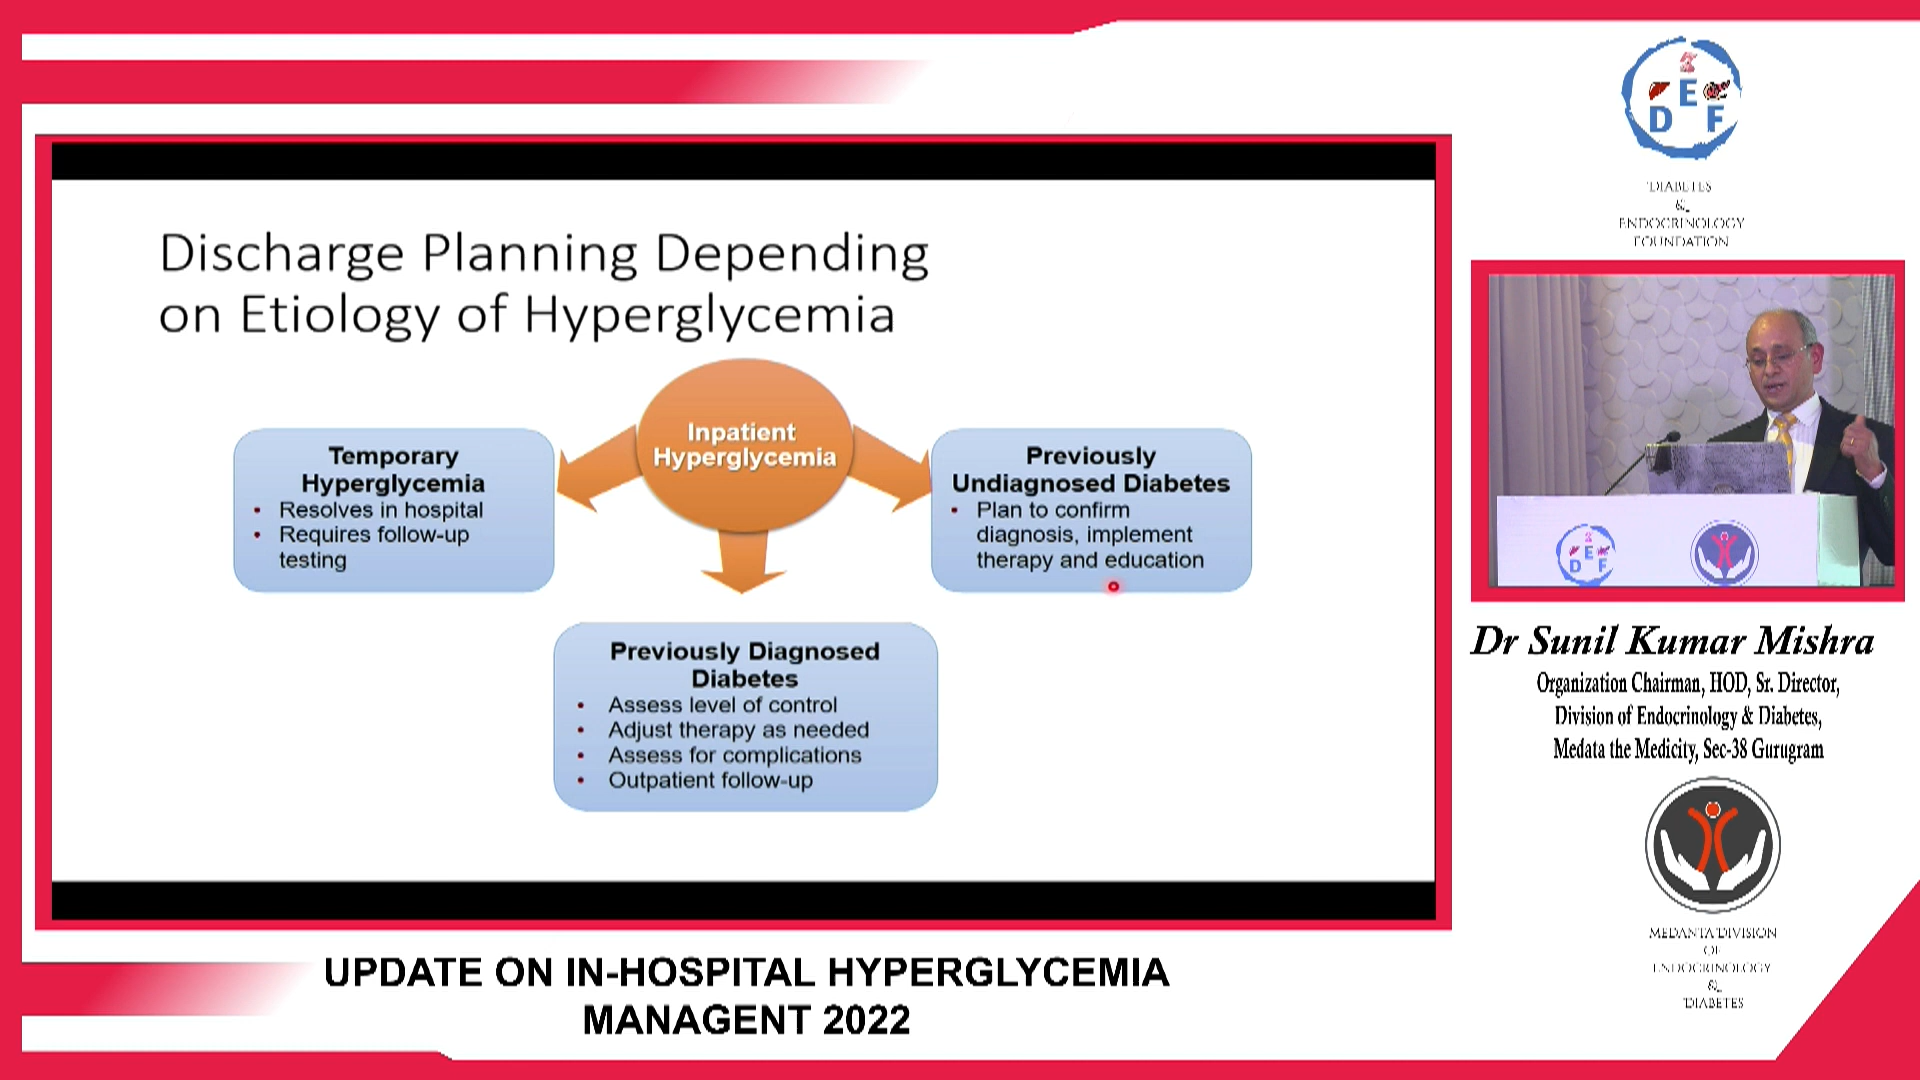 Discharge Planning Depending
on Etiology of Hyperglycemia
Inpatient
Hyperglycemia
Temporary
Hyperglycemia
• Resolves in hospital
• Requires follow-up
testing
Previously
Undiagnosed Diabetes
• Plan to confirm
diagnosis, implement
therapy and education
Previously Diagnosed
Diabetes
• Assess level of control
• Adjust therapy as needed
• Assess for complications
• Outpatient follow-up
UPDATE ON IN-HOSPITAL HYPERGLYCEMIA
MANAGENT 2022
D E F
DIABETES
&
ENDOCRINOLOGY
FOUNDATION
D E F
Dr Sunil Kumar Mishra
Organization Chairman, HOD, Sr. Director,
Division of Endocrinology & Diabetes,
Medata the Medicity, Sec-38 Gurugram
MEDANTA DIVISION
OF
ENDOCRINOLOGY
&
DIABETES